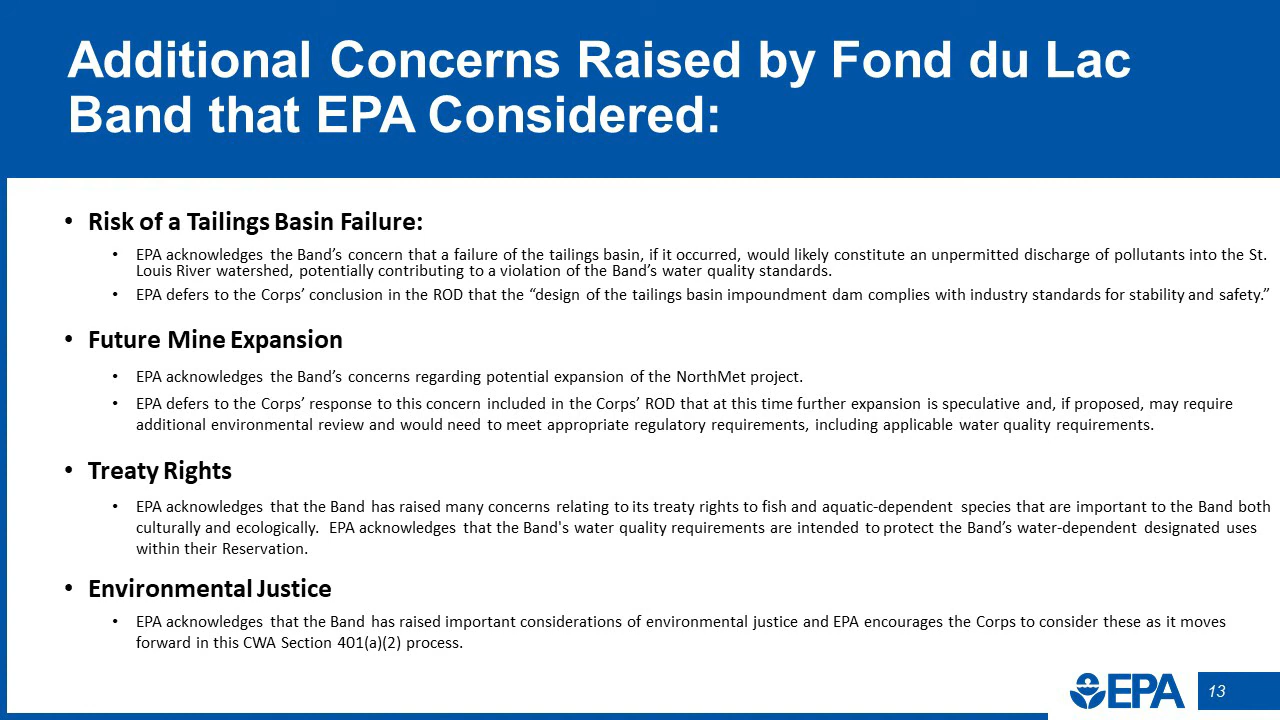 Additional Concerns Raised by Fond du Lac
Band that EPA Considered:
• Risk of a Tailings Basin Failure:
• EPA acknowledges the Band’s concern that a failure of the tailings basin, if it occurred, would likely constitute an unpermitted discharge of pollutants into the St.
Louis River watershed, potentially contributing to a violation of the Band’s water quality standards.
• EPA defers to the Corps’ conclusion in the ROD that the “design of the tailings basin impoundment dam complies with industry standards for stability and safety.”
• Future Mine Expansion
• EPA acknowledges the Band’s concerns regarding potential expansion of the NorthMet project.
• EPA defers to the Corps’ response to this concern included in the Corps’ ROD that at this time further expansion is speculative and, if proposed, may require
additional environmental review and would need to meet appropriate regulatory requirements, including applicable water quality requirements.
• Treaty Rights
• EPA acknowledges that the Band has raised many concerns relating to its treaty rights to fish and aquatic-dependent species that are important to the Band both
culturally and ecologically. EPA acknowledges that the Band's water quality requirements are intended to protect the Band’s water-dependent designated uses
within their Reservation.
• Environmental Justice
• EPA acknowledges that the Band has raised important considerations of environmental justice and EPA encourages the Corps to consider these as it moves
forward in this CWA Section 401(a)(2) process.
EPA
13